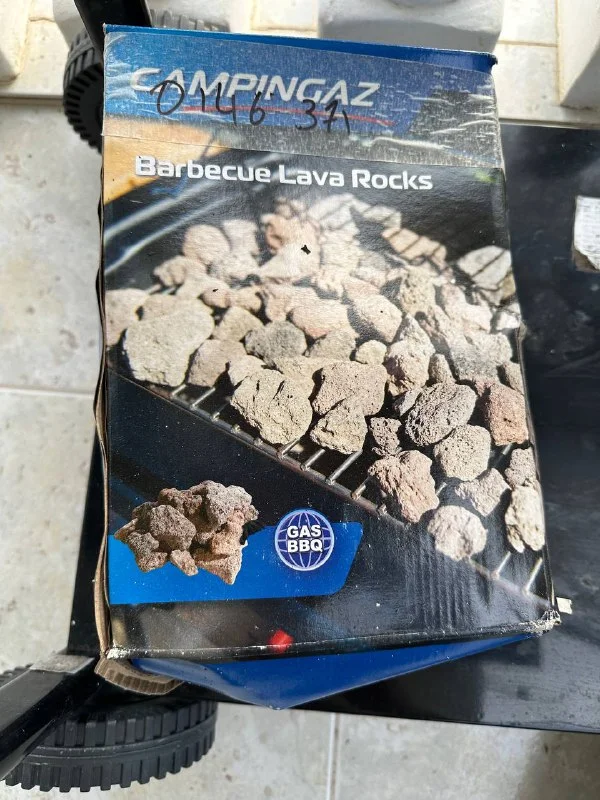 CAMPINGAZ
0146 371
Barbecue Lava Rocks
GAS
BBQ